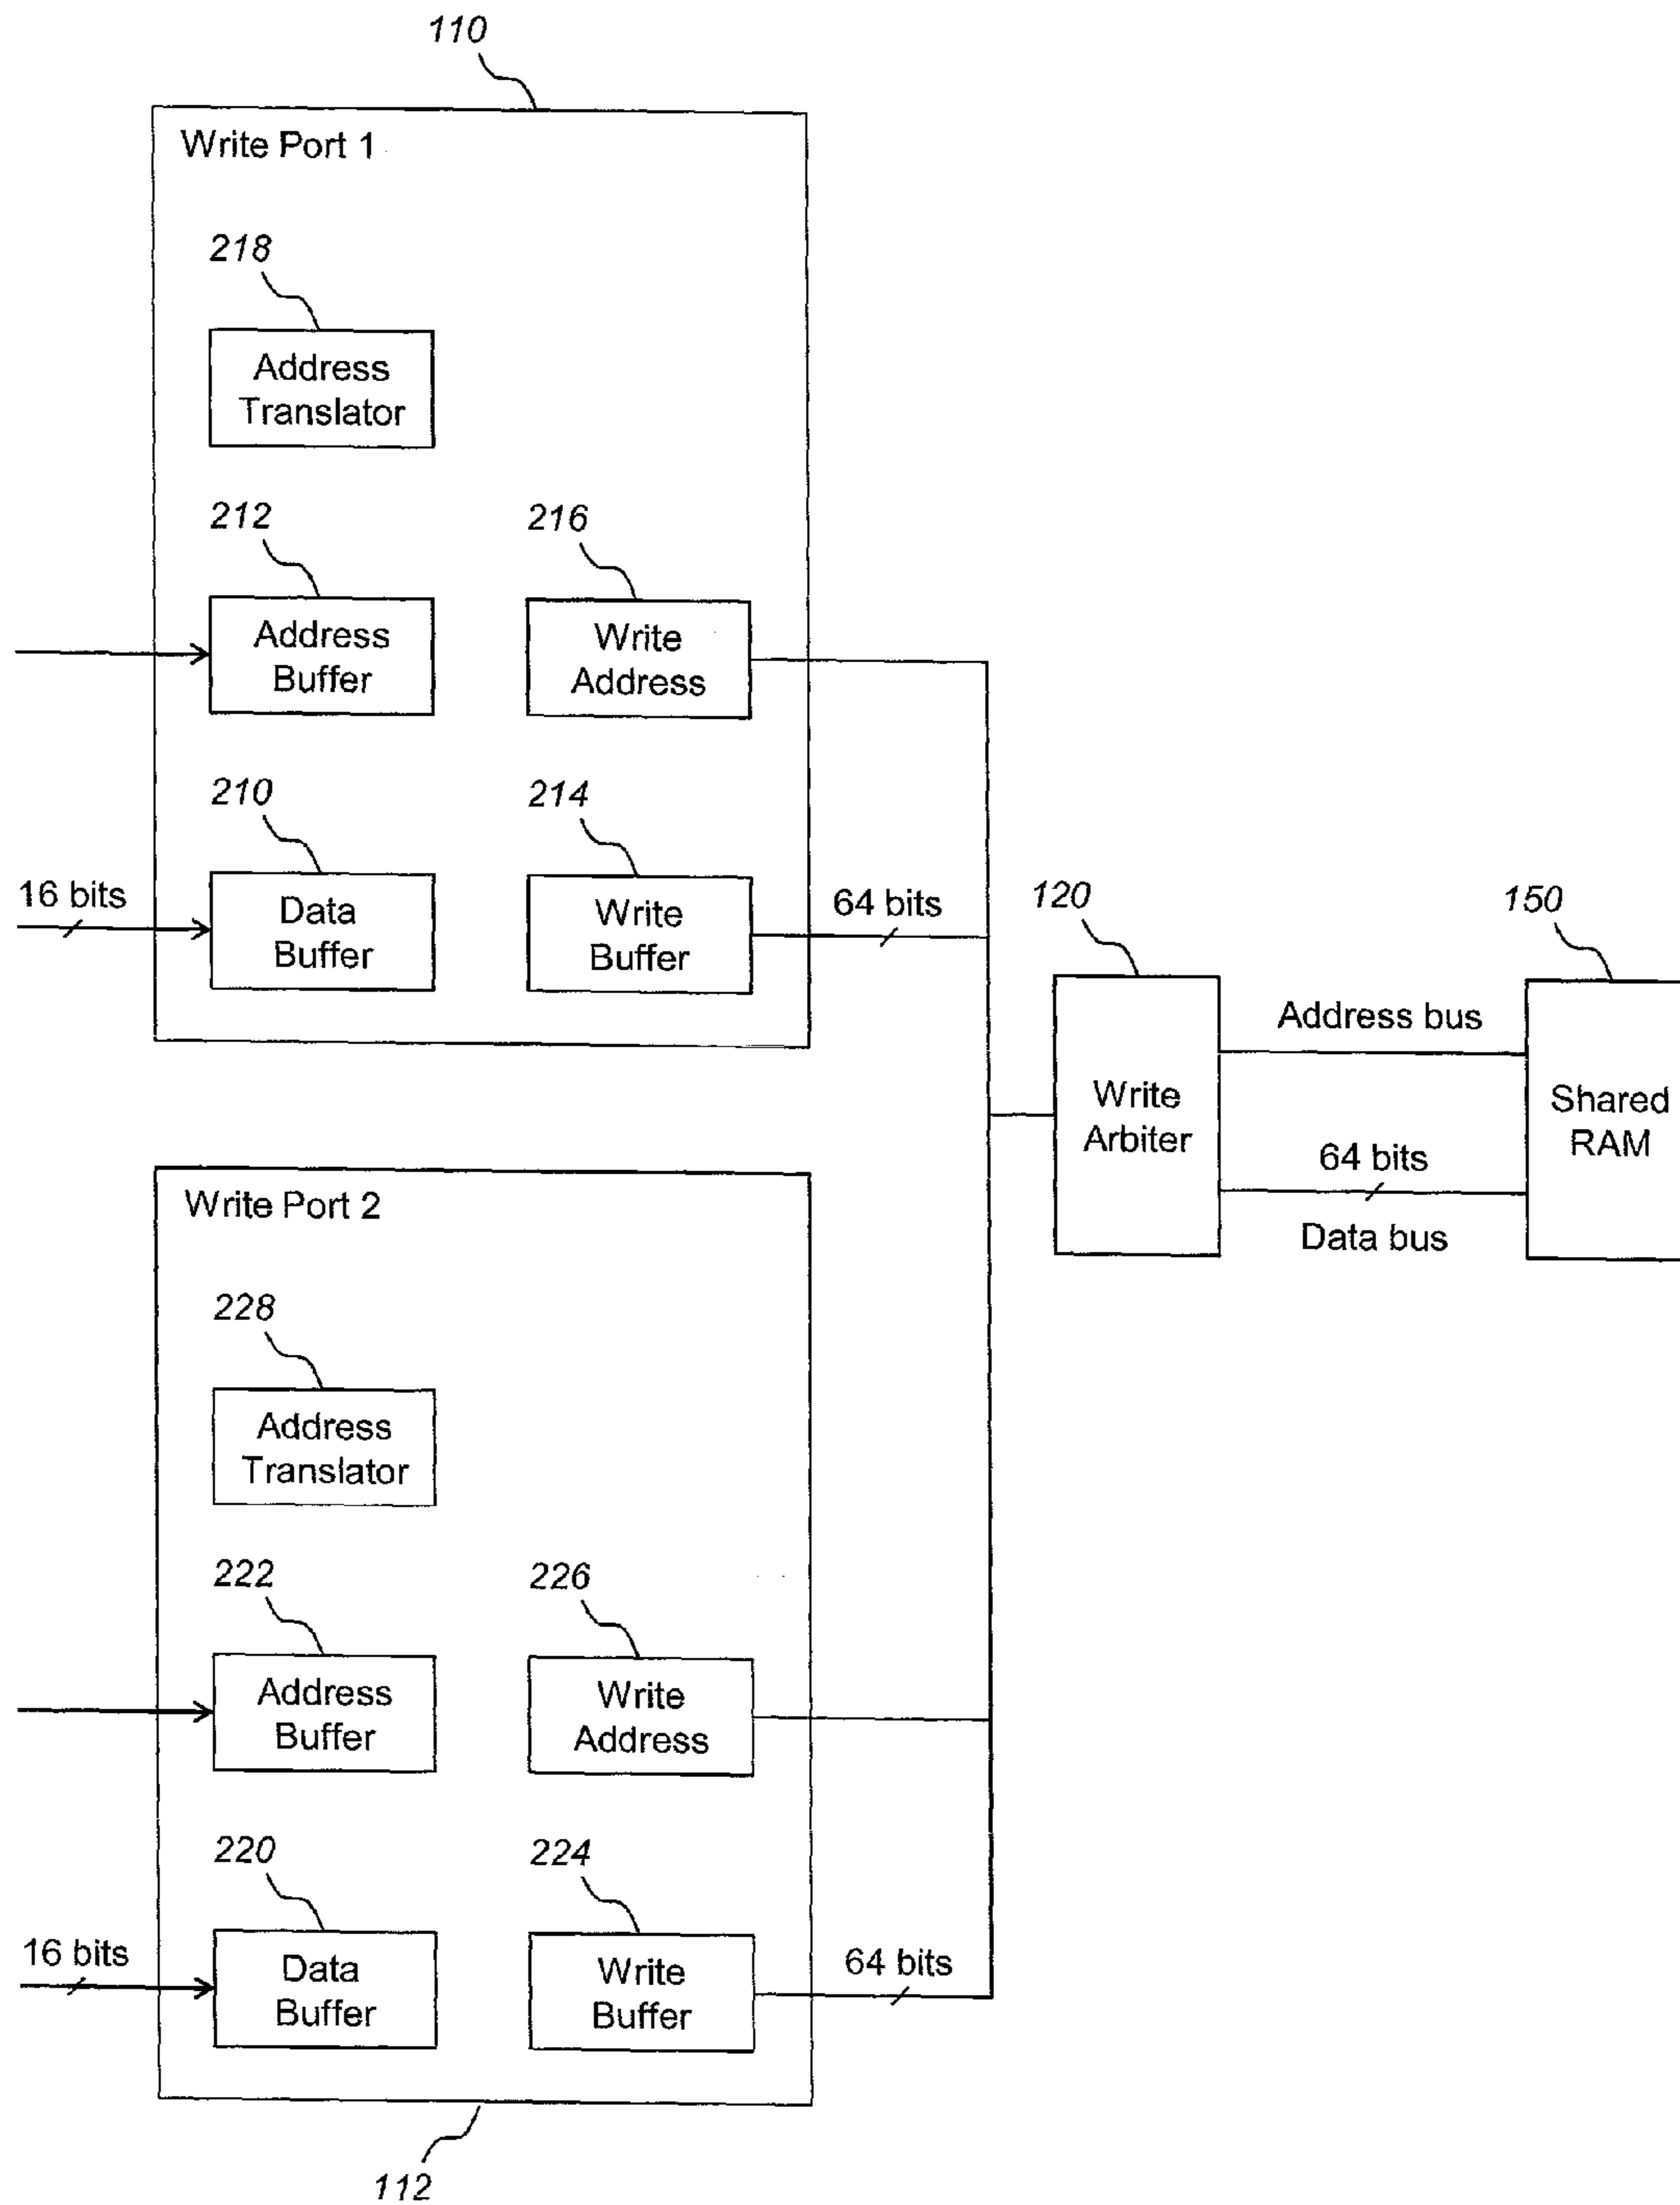 110
Write Port 1
218
Address
Translator
212
Address
Buffer
216
Write
Address
210
16 bits
Data
Buffer
214
Write
Buffer
64 bits
120
Write
Arbiter
Address bus
64 bits
Data bus
150
Shared
RAM
Write Port 2
228
Address
Translator
222
Address
Buffer
226
Write
Address
220
16 bits
Data
Buffer
224
Write
Buffer
64 bits
112